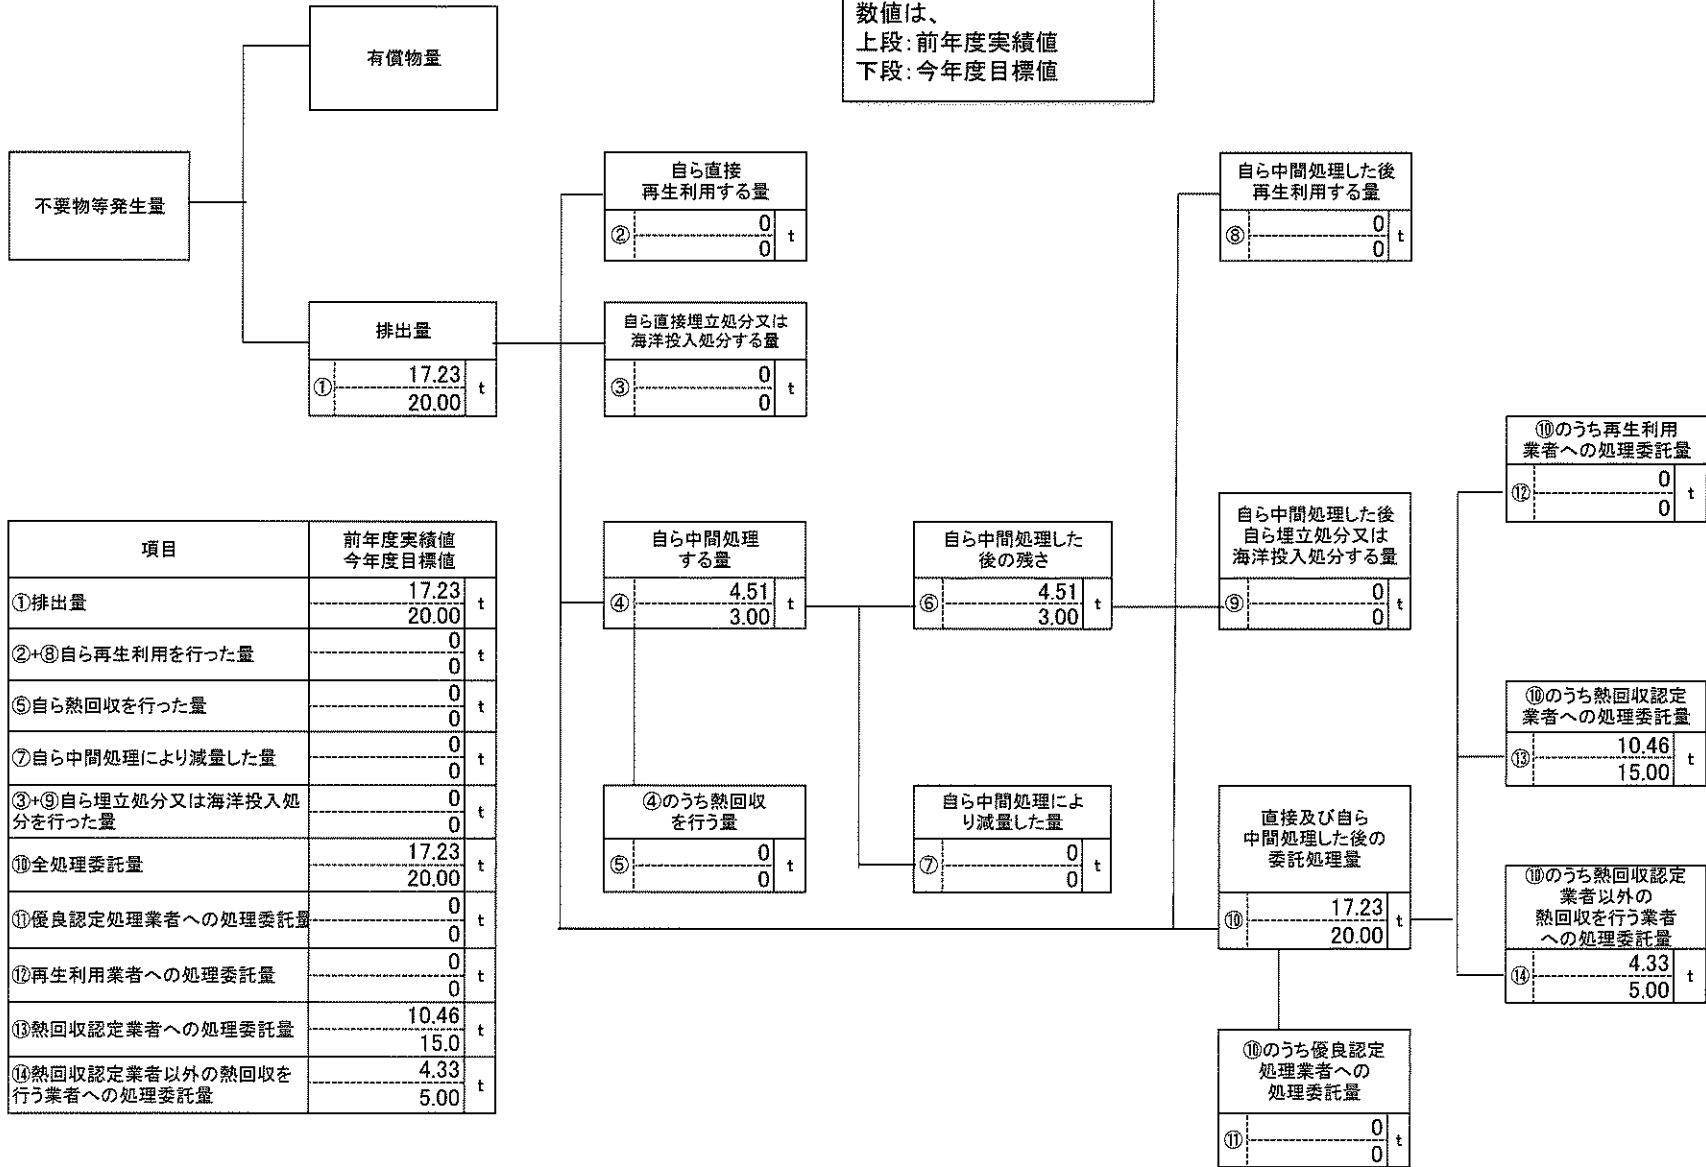 数値は、
上段:前年度実績値
下段:今年度目標値
有償物量
不要物等発生量
排出量
① 17.23 t
20.00
自ら直接
再生利用する量
② 0 t
0
自ら直接埋立処分又は
海洋投入処分する量
③ 0 t
0
自ら中間処理した後
再生利用する量
⑧ 0 t
0
自ら中間処理
する量
④ 4.51 t
3.00
自ら中間処理した
後の残さ
⑥ 4.51 t
3.00
自ら中間処理した後
自ら埋立処分又は
海洋投入処分する量
⑨ 0 t
0
④のうち熱回収
を行う量
⑤ 0 t
0
自ら中間処理によ
り減量した量
⑦ 0 t
0
直接及び自ら
中間処理した後の
委託処理量
⑩ 17.23 t
20.00
⑩のうち優良認定
処理業者への
処理委託量
⑪ 0 t
0
⑩のうち再生利用
業者への処理委託量
⑫ 0 t
0
⑩のうち熱回収認定
業者への処理委託量
⑬ 10.46 t
15.00
⑩のうち熱回収認定
業者以外の
熱回収を行う業者
への処理委託量
⑭ 4.33 t
5.00
項目
前年度実績値
今年度目標値
①排出量 17.23 t
20.00
②+⑧自ら再生利用を行った量 0 t
0
⑤自ら熱回収を行った量 0 t
0
⑦自ら中間処理により減量した量 0 t
0
③+⑨自ら埋立処分又は海洋投入処 0 t
分を行った量 0
⑩全処理委託量 17.23 t
20.00
⑪優良認定処理業者への処理委託量 0 t
0
⑫再生利用業者への処理委託量 0 t
0
⑬熱回収認定業者への処理委託量 10.46 t
15.0
⑭熱回収認定業者以外の熱回収を 4.33 t
行う業者への処理委託量 5.00